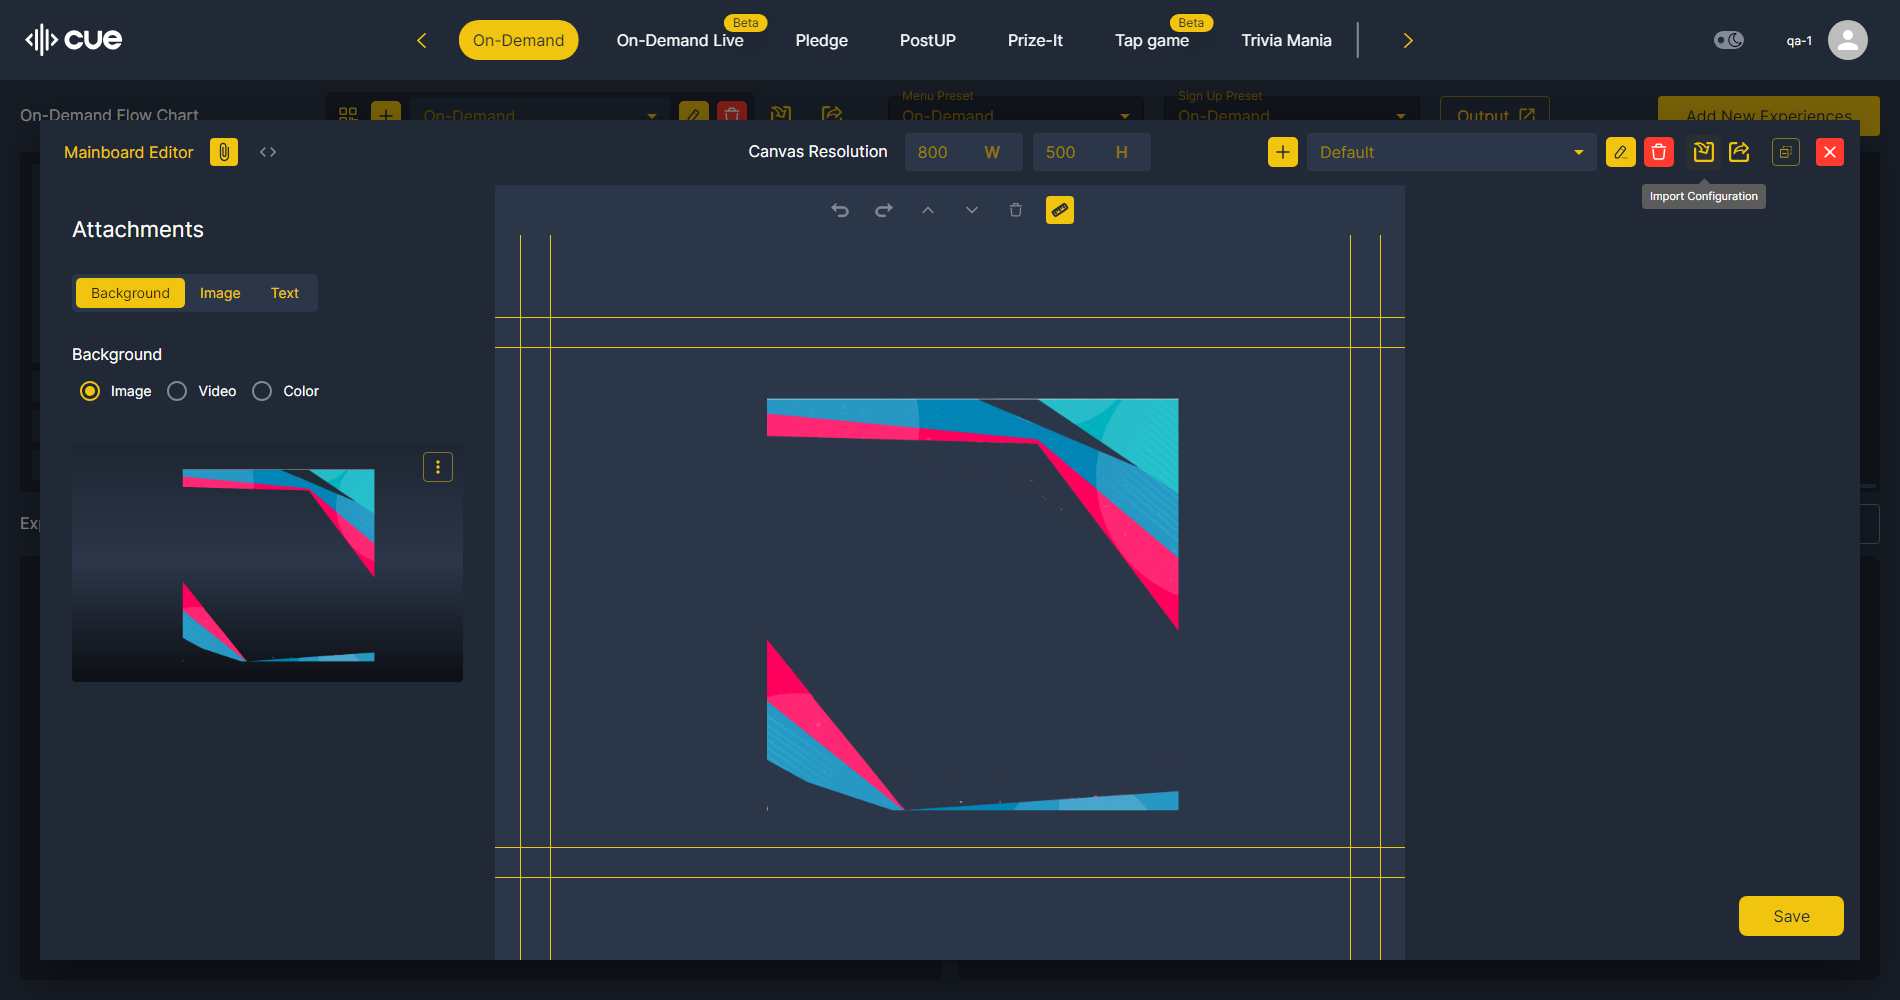 cue
On-Demand
On-Demand Live
Beta
Pledge
PostUP
Prize-It
Tap game
Beta
Trivia Mania
qa-1
On-Demand Flow Chart
On-Demand
Menu Preset
On-Demand
Sign Up Preset
On-Demand
Output
Add New Experiences
Mainboard Editor
Canvas Resolution
800 W
500 H
Default
Import Configuration
Attachments
Background
Image
Text
Background
Image
Video
Color
Save